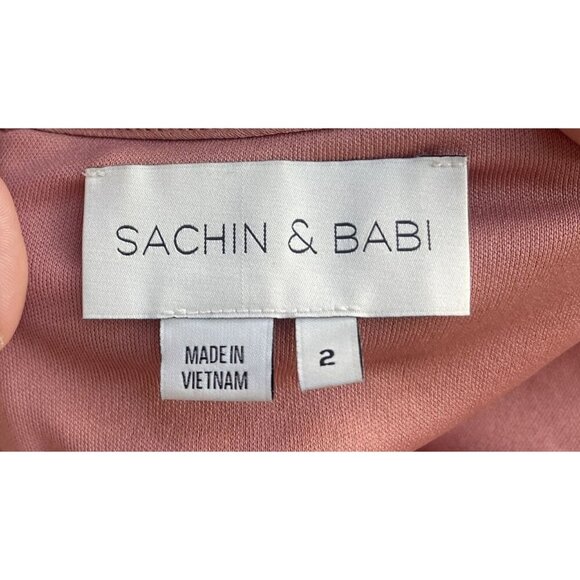 SACHIN & BABI
MADE IN
VIETNAM
2